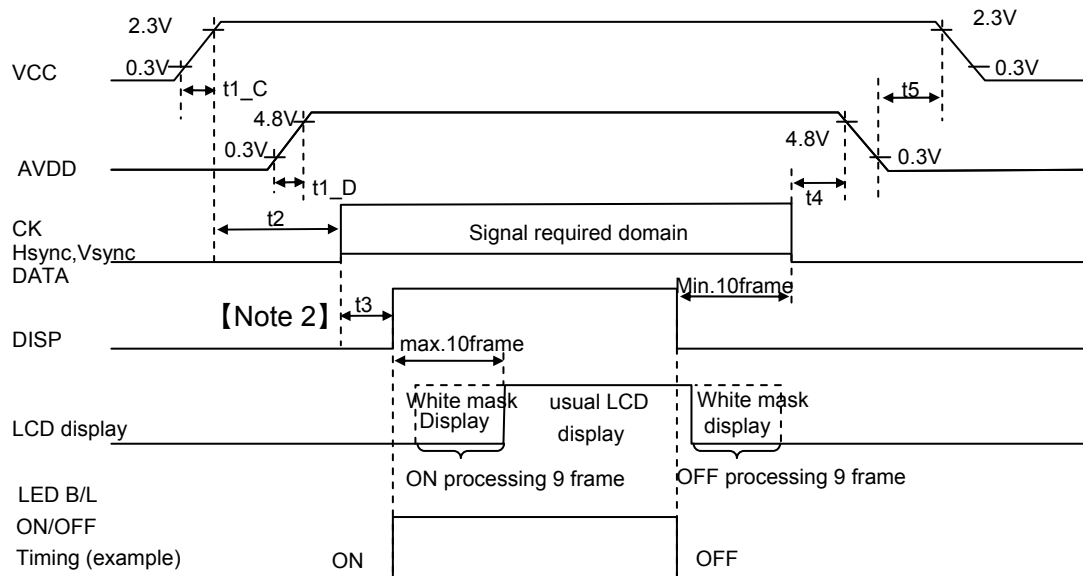 2.3V
2.3V
VCC
0.3V
0.3V
t1_C
t5
4.8V
4.8V
0.3V
0.3V
AVDD
t1_D
t4
t2
CK
Hsync,Vsync
DATA
Signal required domain
Min.10frame
【Note 2】
t3
DISP
max.10frame
White mask
Display
usual LCD
display
White mask
display
LCD display
ON processing 9 frame
OFF processing 9 frame
LED B/L
ON/OFF
Timing (example)
ON
OFF